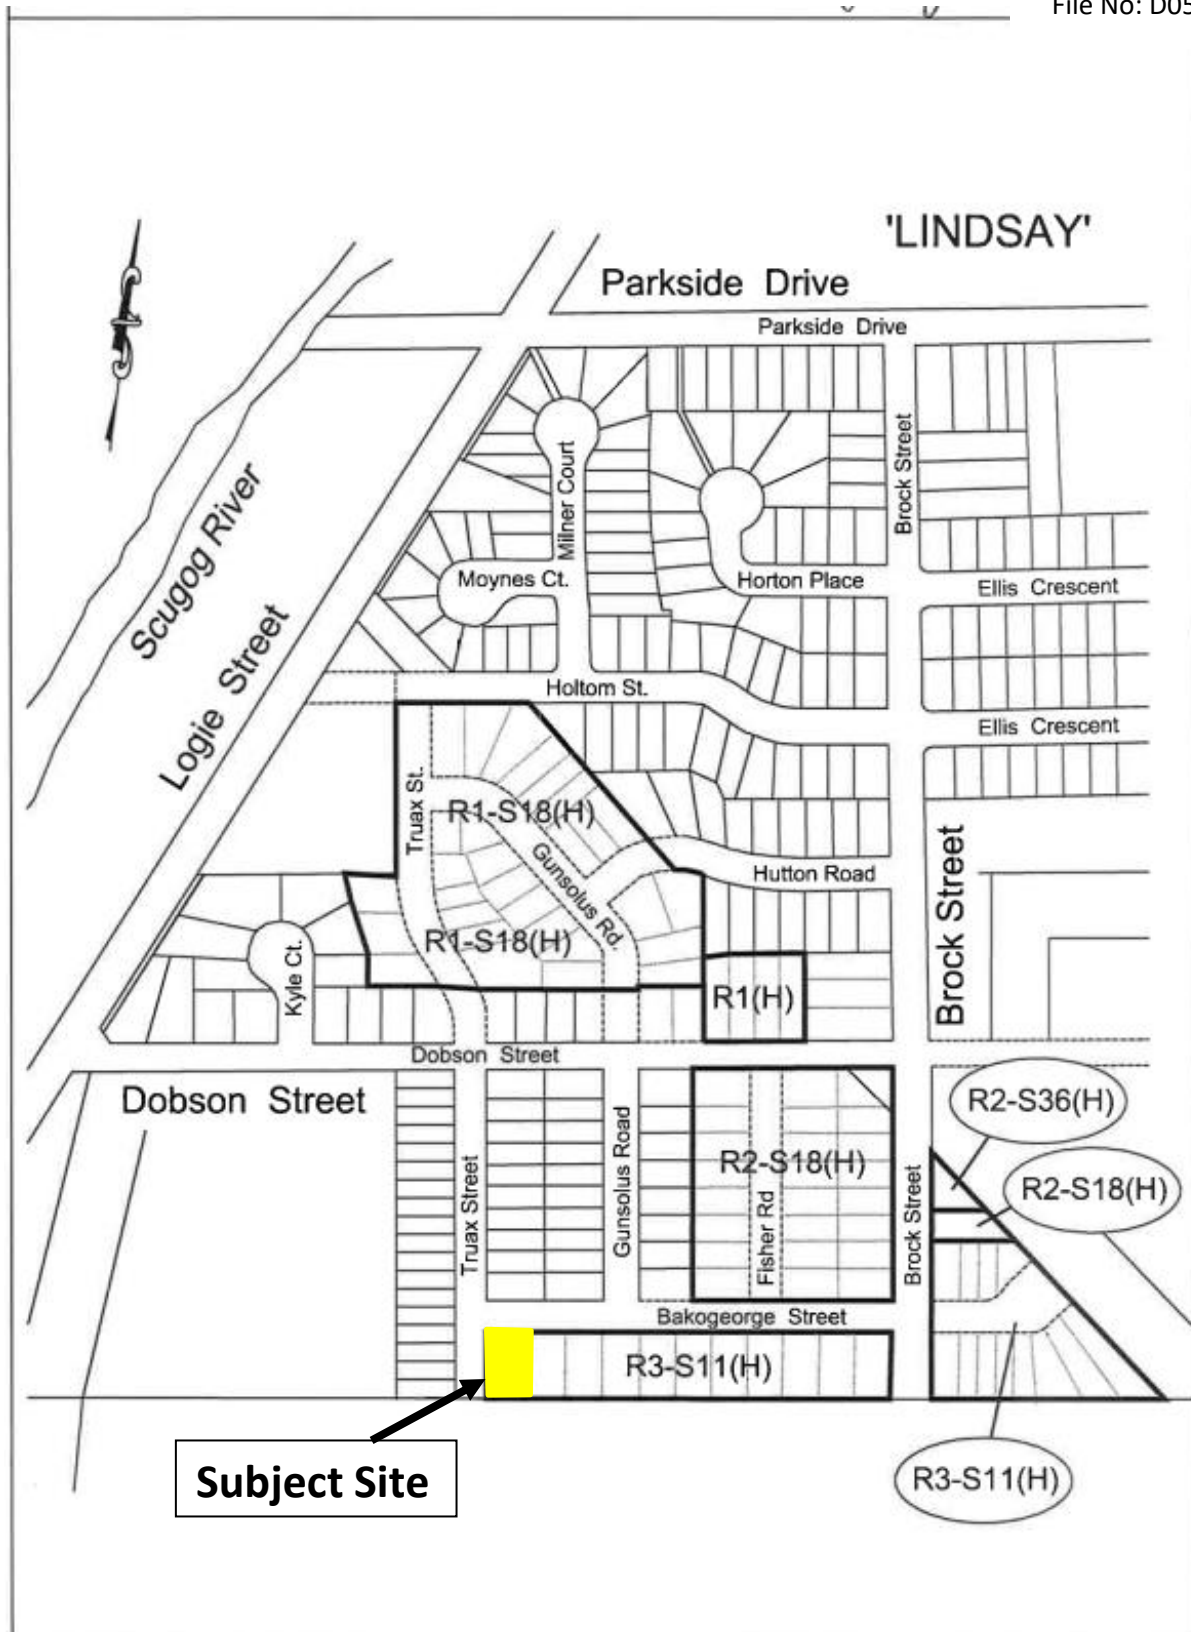 File No: D05
'LINDSAY'
Parkside Drive
Parkside Drive
Brock Street
Milner Court
Scugog River
Moynes Ct.
Horton Place
Ellis Crescent
Logie Street
Holtom St.
Ellis Crescent
Truax St.
R1-S18(H)
Gunsolus Rd.
Hutton Road
Brock Street
R1-S18(H)
Kyle Ct.
R1(H)
Dobson Street
Dobson Street
R2-S36(H)
R2-S18(H)
R2-S18(H)
Truax Street
Gunsolus Road
Fisher Rd
Brock Street
Bakogeorge Street
R3-S11(H)
Subject Site
R3-S11(H)